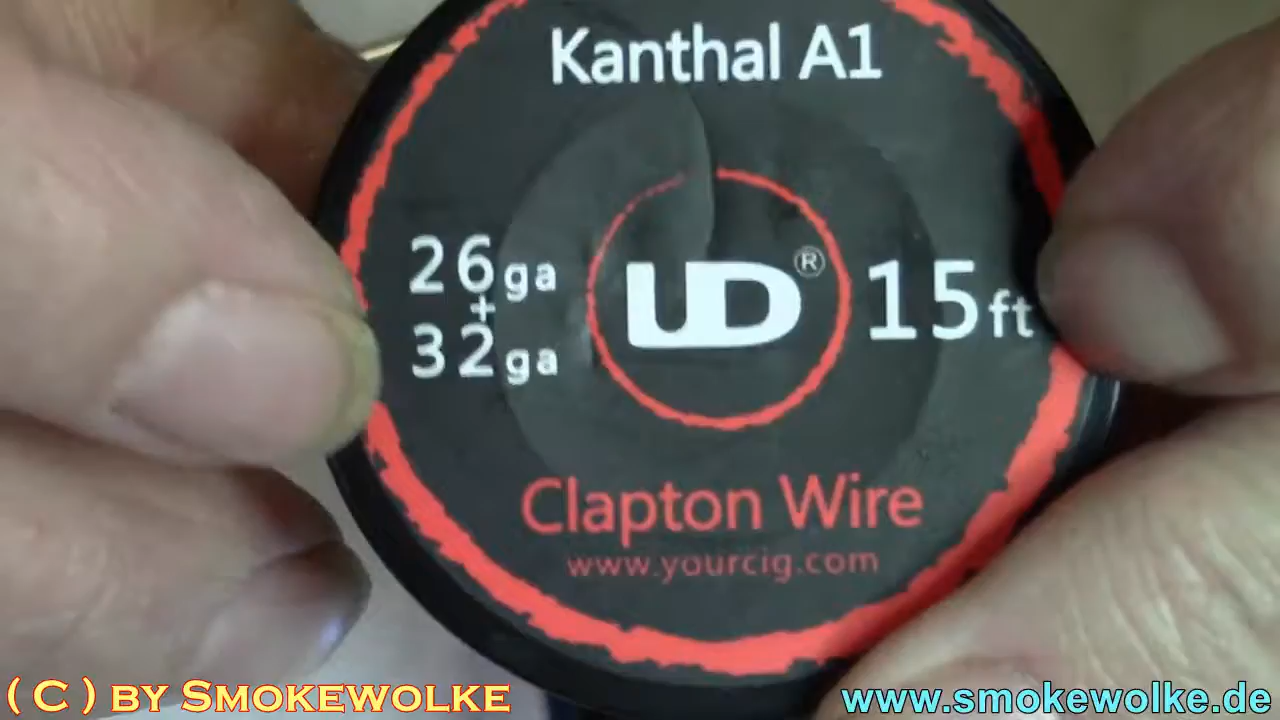 Kanthal A1
26ga
+
32ga
UD®
15ft
Clapton Wire
www.yourcig.com
(C) BY SMOKEWOLKE
www.smokewolke.de